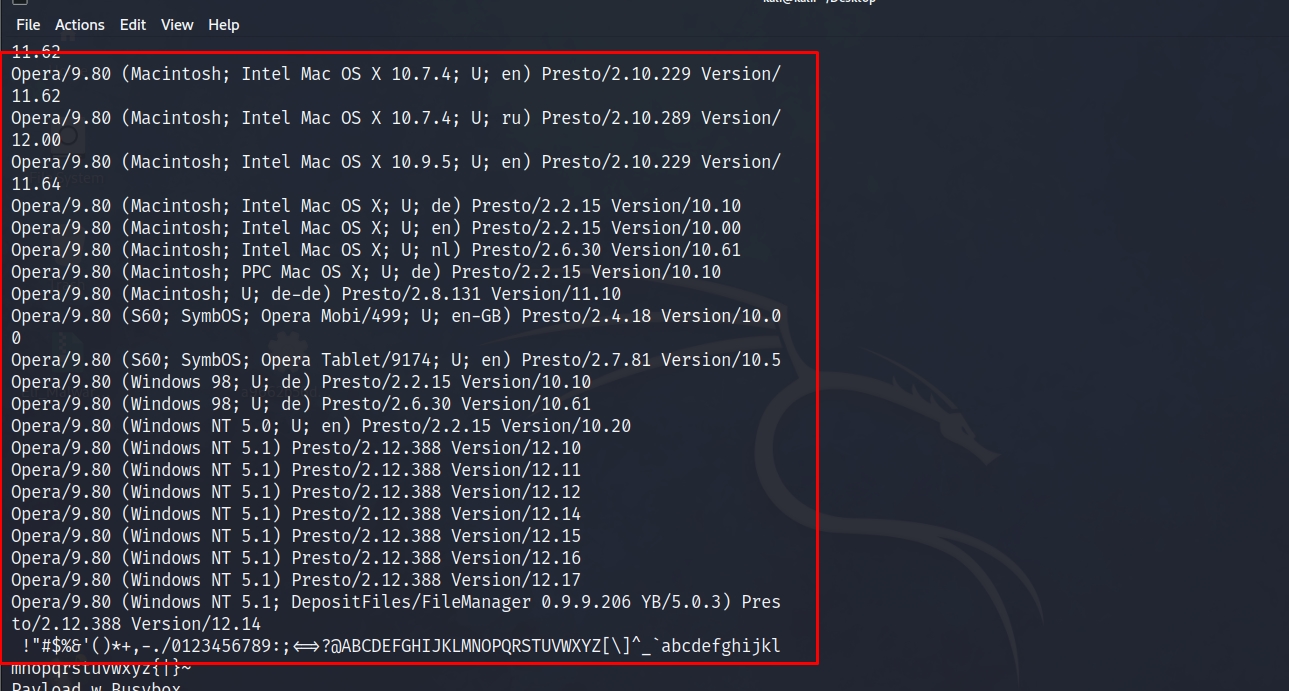 kali@kali: ~/Desktop
File Actions Edit View Help
11.62
Opera/9.80 (Macintosh; Intel Mac OS X 10.7.4; U; en) Presto/2.10.229 Version/
11.62
Opera/9.80 (Macintosh; Intel Mac OS X 10.7.4; U; ru) Presto/2.10.289 Version/
12.00
Opera/9.80 (Macintosh; Intel Mac OS X 10.9.5; U; en) Presto/2.10.229 Version/
11.64
Opera/9.80 (Macintosh; Intel Mac OS X; U; de) Presto/2.2.15 Version/10.10
Opera/9.80 (Macintosh; Intel Mac OS X; U; en) Presto/2.2.15 Version/10.00
Opera/9.80 (Macintosh; Intel Mac OS X; U; nl) Presto/2.6.30 Version/10.61
Opera/9.80 (Macintosh; PPC Mac OS X; U; de) Presto/2.2.15 Version/10.10
Opera/9.80 (Macintosh; U; de-de) Presto/2.8.131 Version/11.10
Opera/9.80 (S60; SymbOS; Opera Mobi/499; U; en-GB) Presto/2.4.18 Version/10.0
0
Opera/9.80 (S60; SymbOS; Opera Tablet/9174; U; en) Presto/2.7.81 Version/10.5
Opera/9.80 (Windows 98; U; de) Presto/2.2.15 Version/10.10
Opera/9.80 (Windows 98; U; de) Presto/2.6.30 Version/10.61
Opera/9.80 (Windows NT 5.0; U; en) Presto/2.2.15 Version/10.20
Opera/9.80 (Windows NT 5.1) Presto/2.12.388 Version/12.10
Opera/9.80 (Windows NT 5.1) Presto/2.12.388 Version/12.11
Opera/9.80 (Windows NT 5.1) Presto/2.12.388 Version/12.12
Opera/9.80 (Windows NT 5.1) Presto/2.12.388 Version/12.14
Opera/9.80 (Windows NT 5.1) Presto/2.12.388 Version/12.15
Opera/9.80 (Windows NT 5.1) Presto/2.12.388 Version/12.16
Opera/9.80 (Windows NT 5.1) Presto/2.12.388 Version/12.17
Opera/9.80 (Windows NT 5.1; DepositFiles/FileManager 0.9.9.206 YB/5.0.3) Pres
to/2.12.388 Version/12.14
!"#$%&'()*+,-./0123456789:;<=>?@ABCDEFGHIJKLMNOPQRSTUVWXYZ[\]^_`abcdefghijkl
mnopqrstuvwxyz{|}~
Payload w Busybox